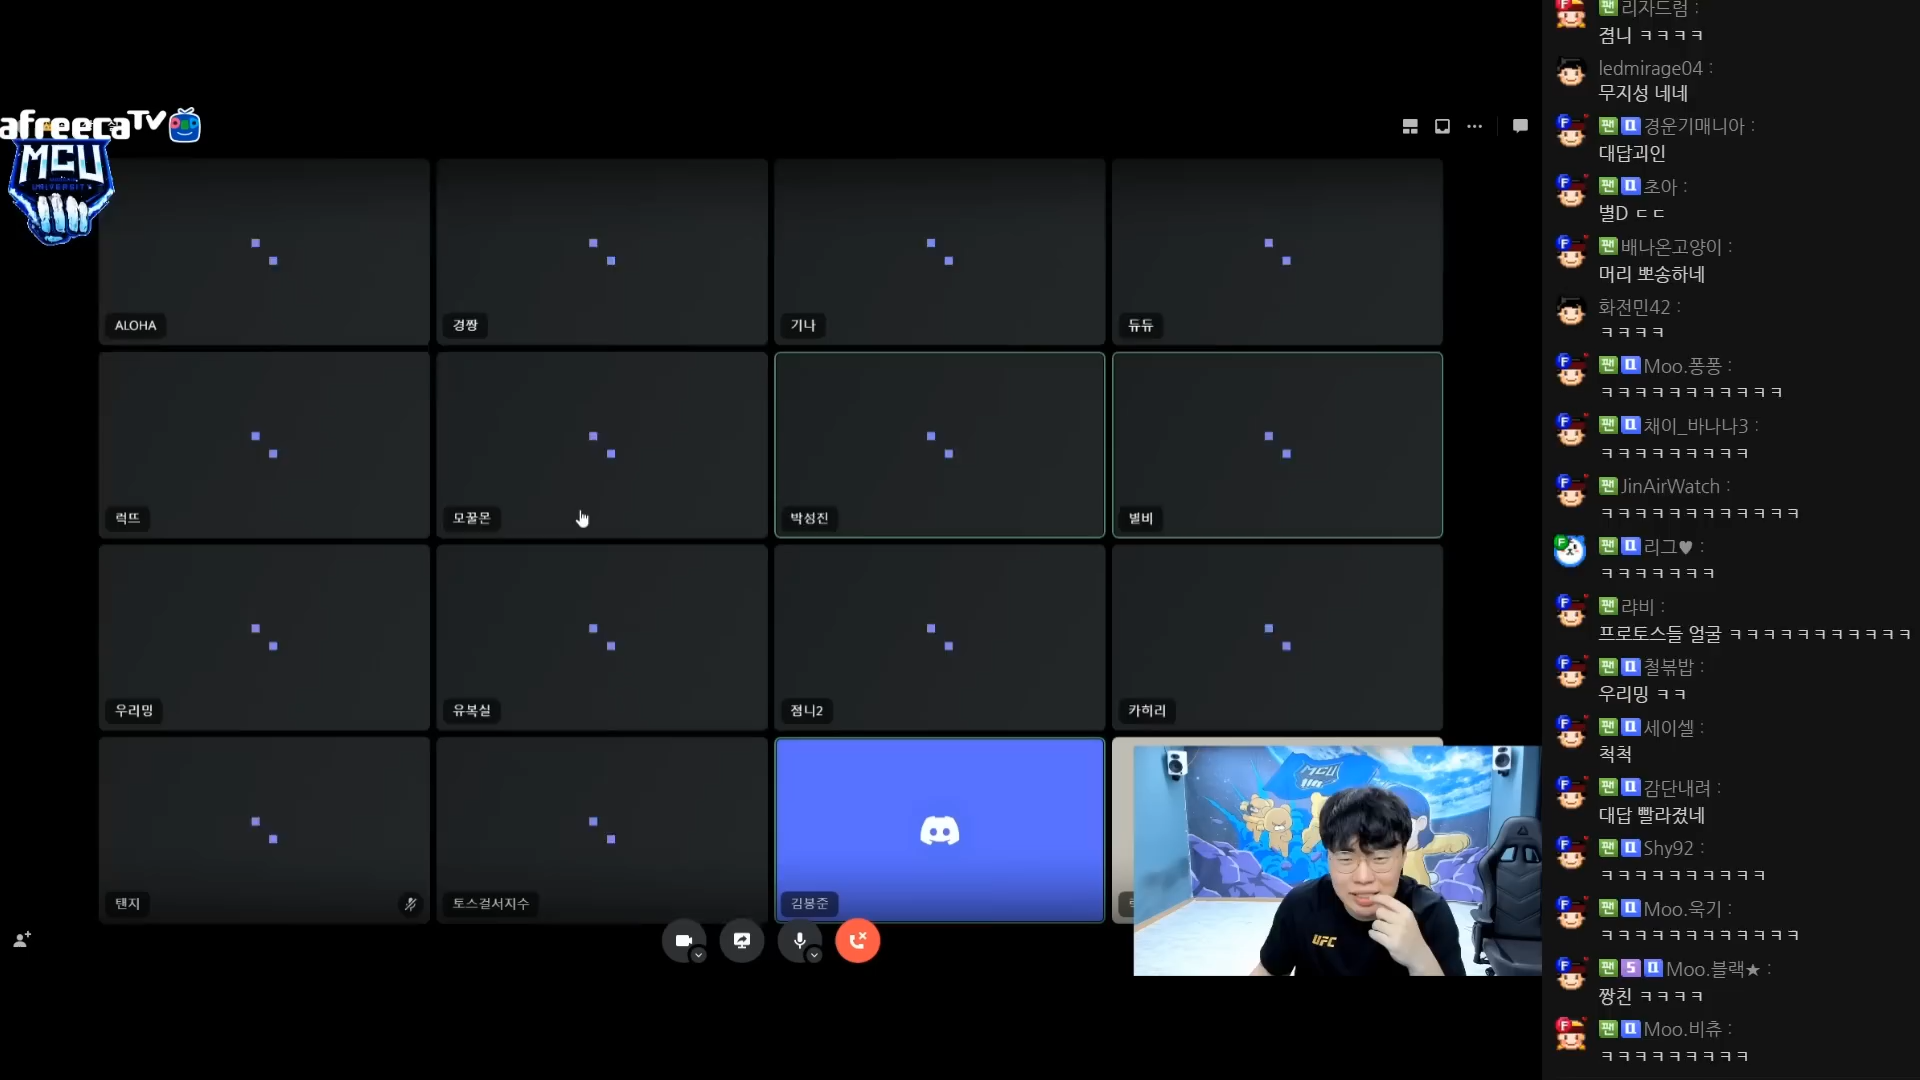 afreecaTV
MCU
UNIVERSITY
ALOHA
경짱
기나
듀듀
럭뜨
모꿀몬
박성진
별비
우리밍
유복실
점니2
카히리
탠지
토스걸서지수
김봉준
MCU
UFC
팬 리자드럼 :
겸니 ㅋㅋㅋㅋ
ledmirage04 :
무지성 네네
팬 경운기매니아 :
대답괴인
팬 초아 :
별D ㄷㄷ
팬 배나온고양이 :
머리 뽀송하네
화전민42 :
ㅋㅋㅋㅋ
팬 Moo.퐁퐁 :
ㅋㅋㅋㅋㅋㅋㅋㅋㅋㅋㅋ
팬 채이_바나나3 :
ㅋㅋㅋㅋㅋㅋㅋㅋㅋ
팬 JinAirWatch :
ㅋㅋㅋㅋㅋㅋㅋㅋㅋㅋㅋㅋ
팬 리그♥ :
ㅋㅋㅋㅋㅋㅋㅋ
팬 랴비 :
프로토스들 얼굴 ㅋㅋㅋㅋㅋㅋㅋㅋㅋㅋㅋ
팬 철볶밥 :
우리밍 ㅋㅋ
팬 세이셀 :
척척
팬 감단내려 :
대답 빨라졌네
팬 Shy92 :
ㅋㅋㅋㅋㅋㅋㅋㅋㅋㅋ
팬 Moo.욱기 :
ㅋㅋㅋㅋㅋㅋㅋㅋㅋㅋㅋㅋ
팬 S Moo.블랙★ :
짱친 ㅋㅋㅋㅋ
팬 Moo.비츄 :
ㅋㅋㅋㅋㅋㅋㅋㅋㅋ